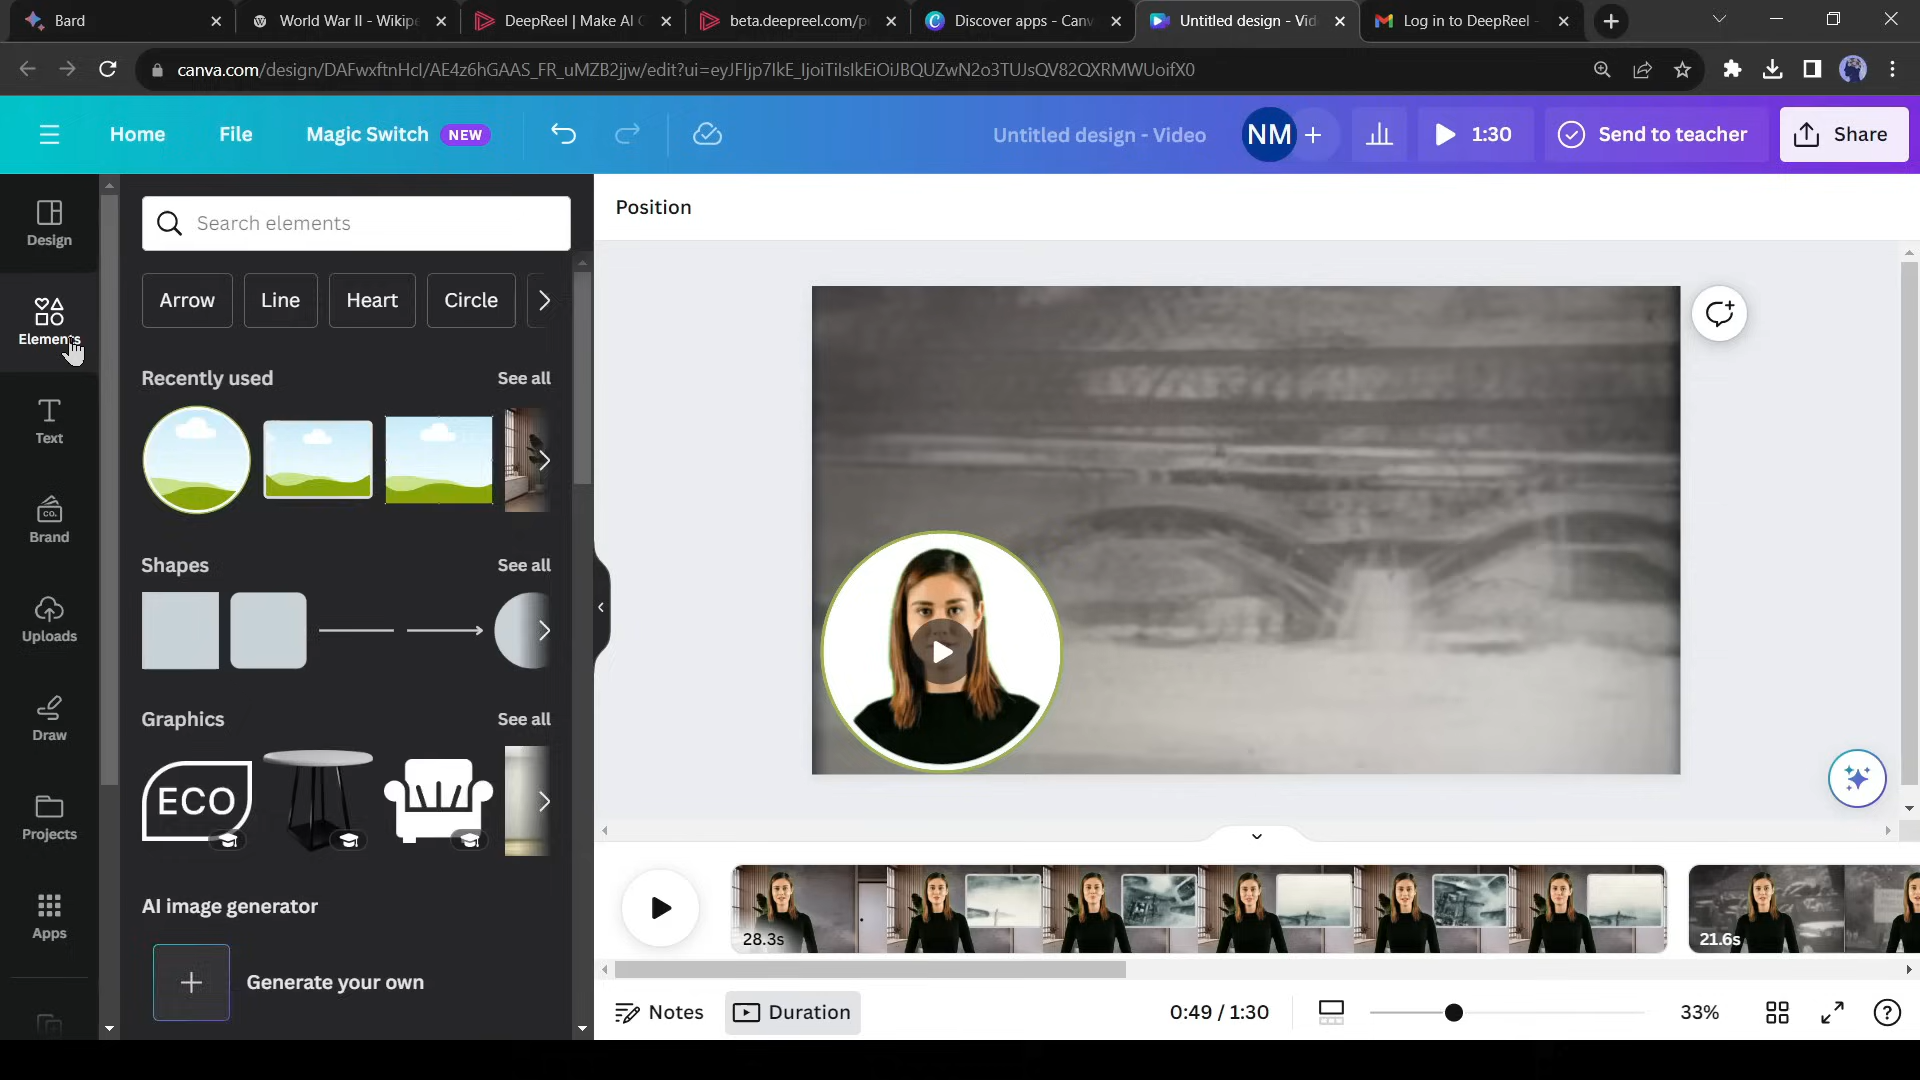 Bard
World War II - Wikipe
DeepReel | Make AI
beta.deepreel.com/p
Discover apps - Canv
Untitled design - Vid
Log in to DeepReel -
canva.com/design/DAFwxftnHcI/AE4z6hGAAS_FR_uMZB2jjw/edit?ui=eyJFIjp7IkE_IjoiTiIsIkEiOiJBQUZwN2o3TUJsQV82QXRMWUoifX0
Home
File
Magic Switch NEW
Untitled design - Video
NM
1:30
Send to teacher
Share
Design
Elements
Text
CO.
Brand
Uploads
Draw
Projects
Apps
Search elements
Arrow
Line
Heart
Circle
Recently used
See all
Shapes
See all
Graphics
See all
ECO
AI image generator
Generate your own
Position
28.3s
21.6s
Notes
Duration
0:49 / 1:30
33%